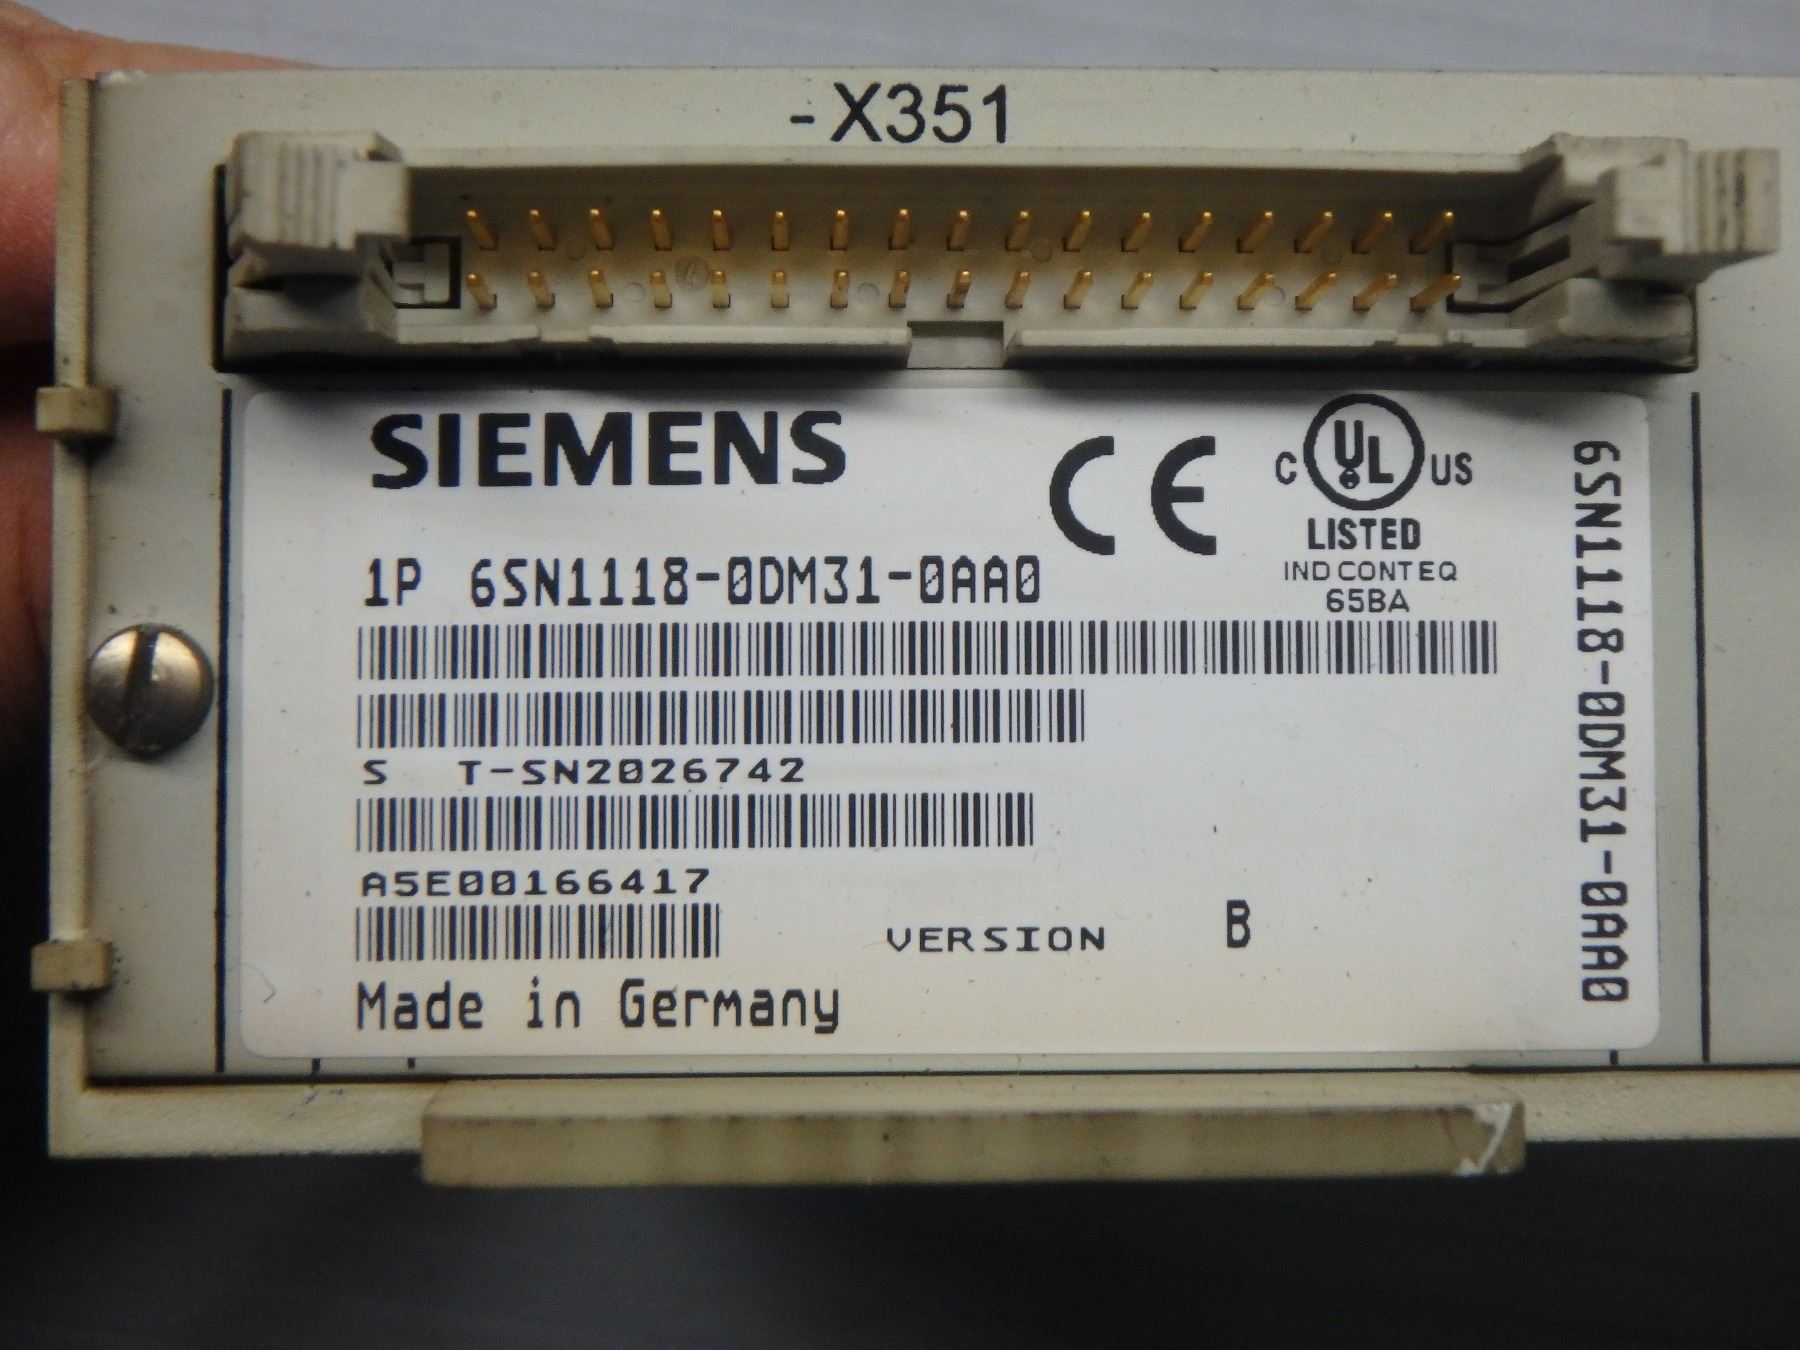 -X351
SIEMENS
CE
C UL US
LISTED
IND CONT EQ
65BA
1P 6SN1118-0DM31-0AA0
S T-SN2026742
A5E00166417
VERSION B
Made in Germany
6SN1118-0DM31-0AA0